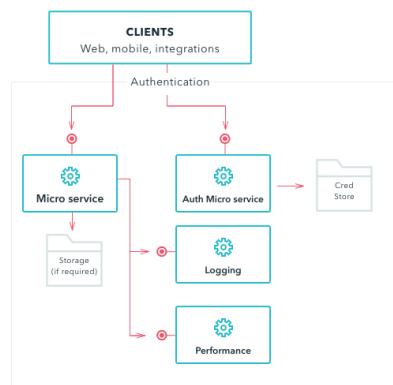 CLIENTS
Web, mobile, integrations
Authentication
Micro service
Auth Micro service
Cred
Store
Storage
(if required)
Logging
Performance